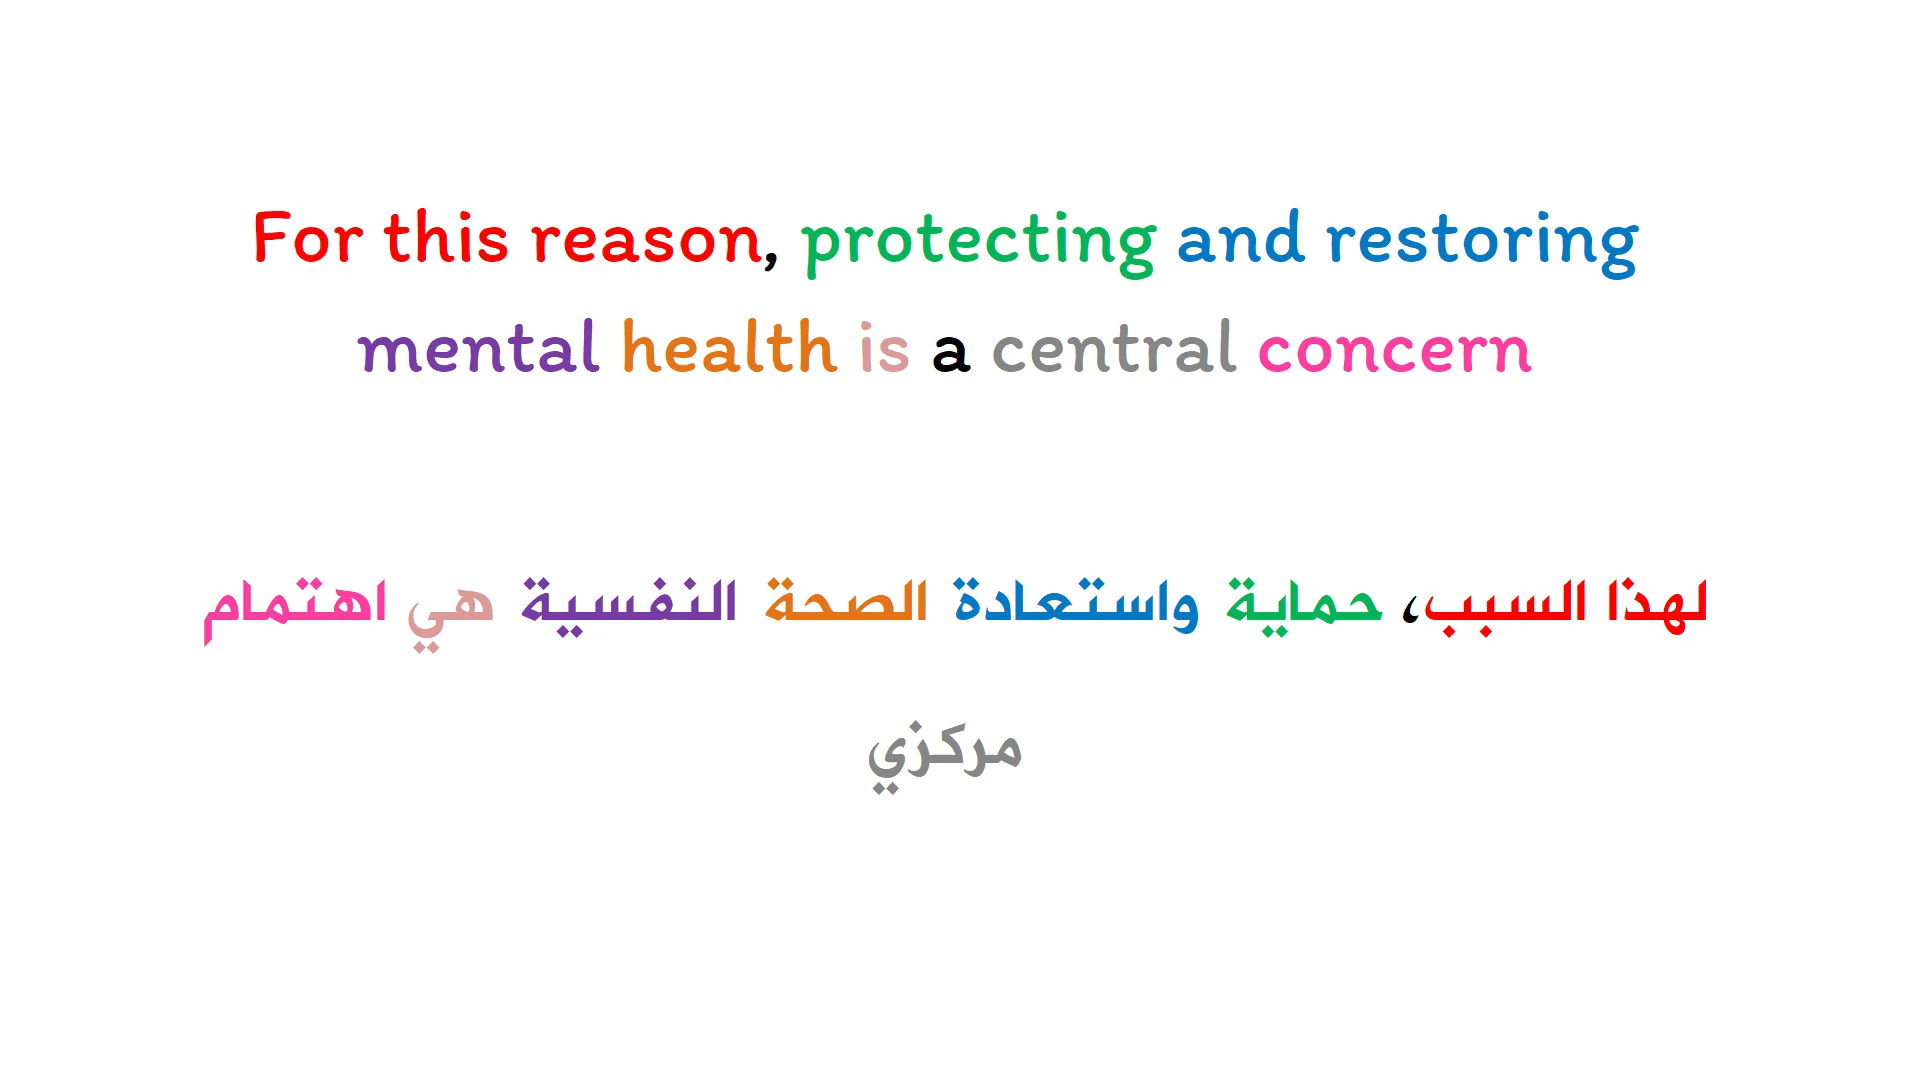 For this reason, protecting and restoring
mental health is a central concern
لهذا السبب، حماية واستعادة الصحة النفسية هي اهتمام
مركزي